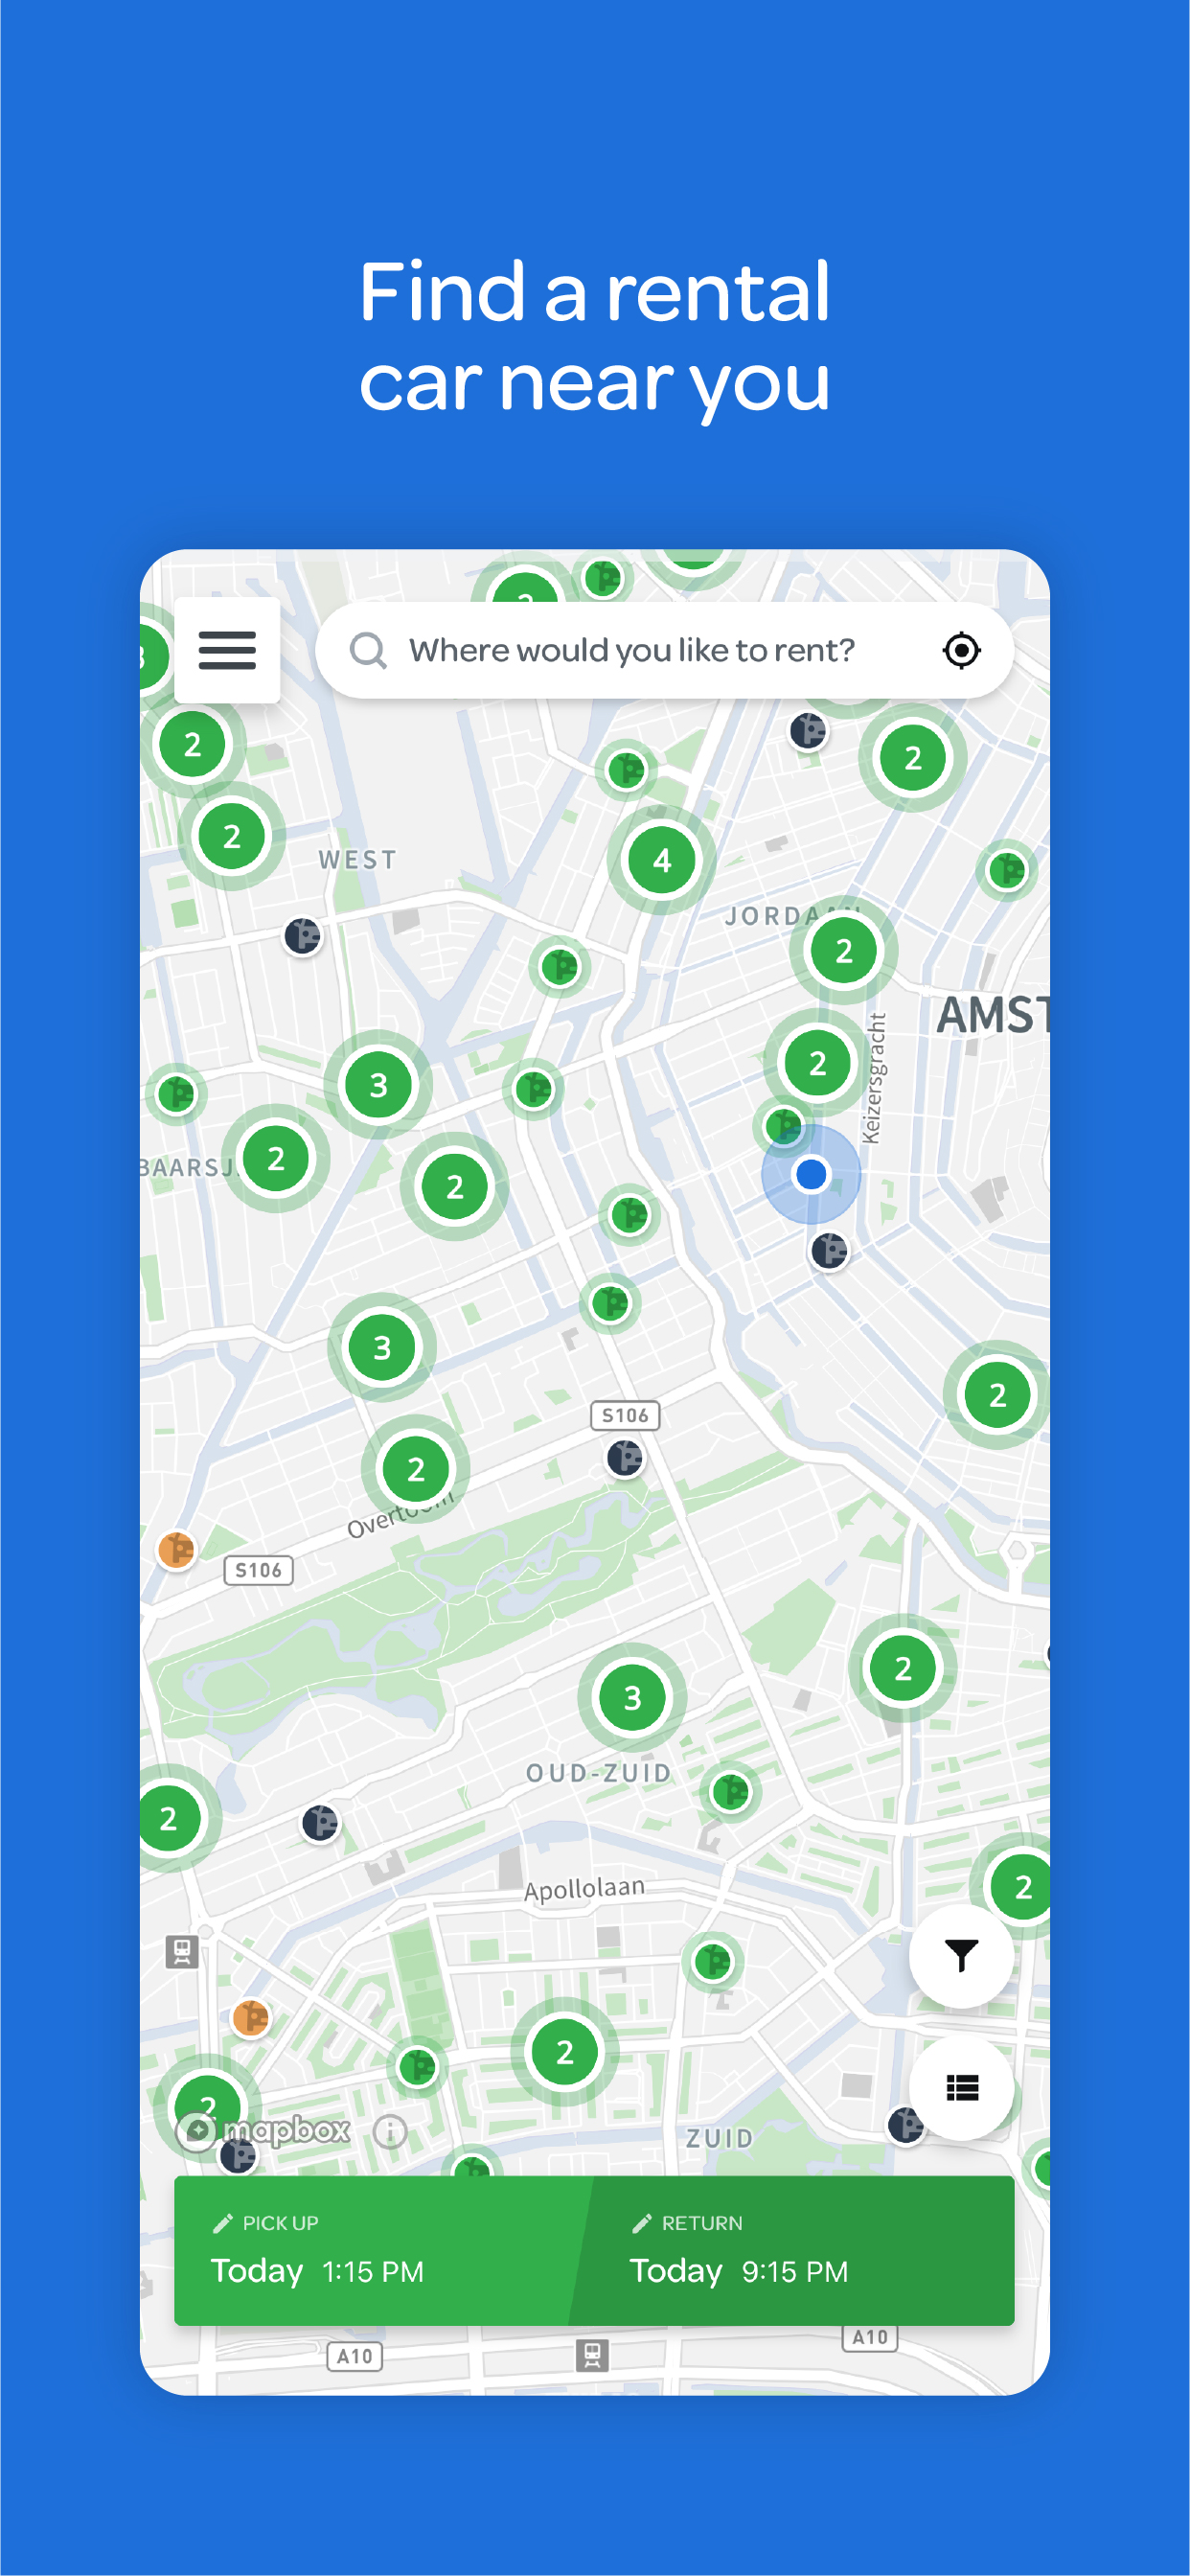 Find a rental
car near you
3
Where would you like to rent?
2
2
2
WEST
4
JORDAAN
2
AMST
2
Keizersgracht
3
BAARSJ
2
2
3
2
S106
2
Overtoom
S106
2
3
OUD-ZUID
2
2
Apollolaan
2
2
mapbox
ZUID
PICK UP
RETURN
Today 1:15 PM
Today 9:15 PM
A10
A10